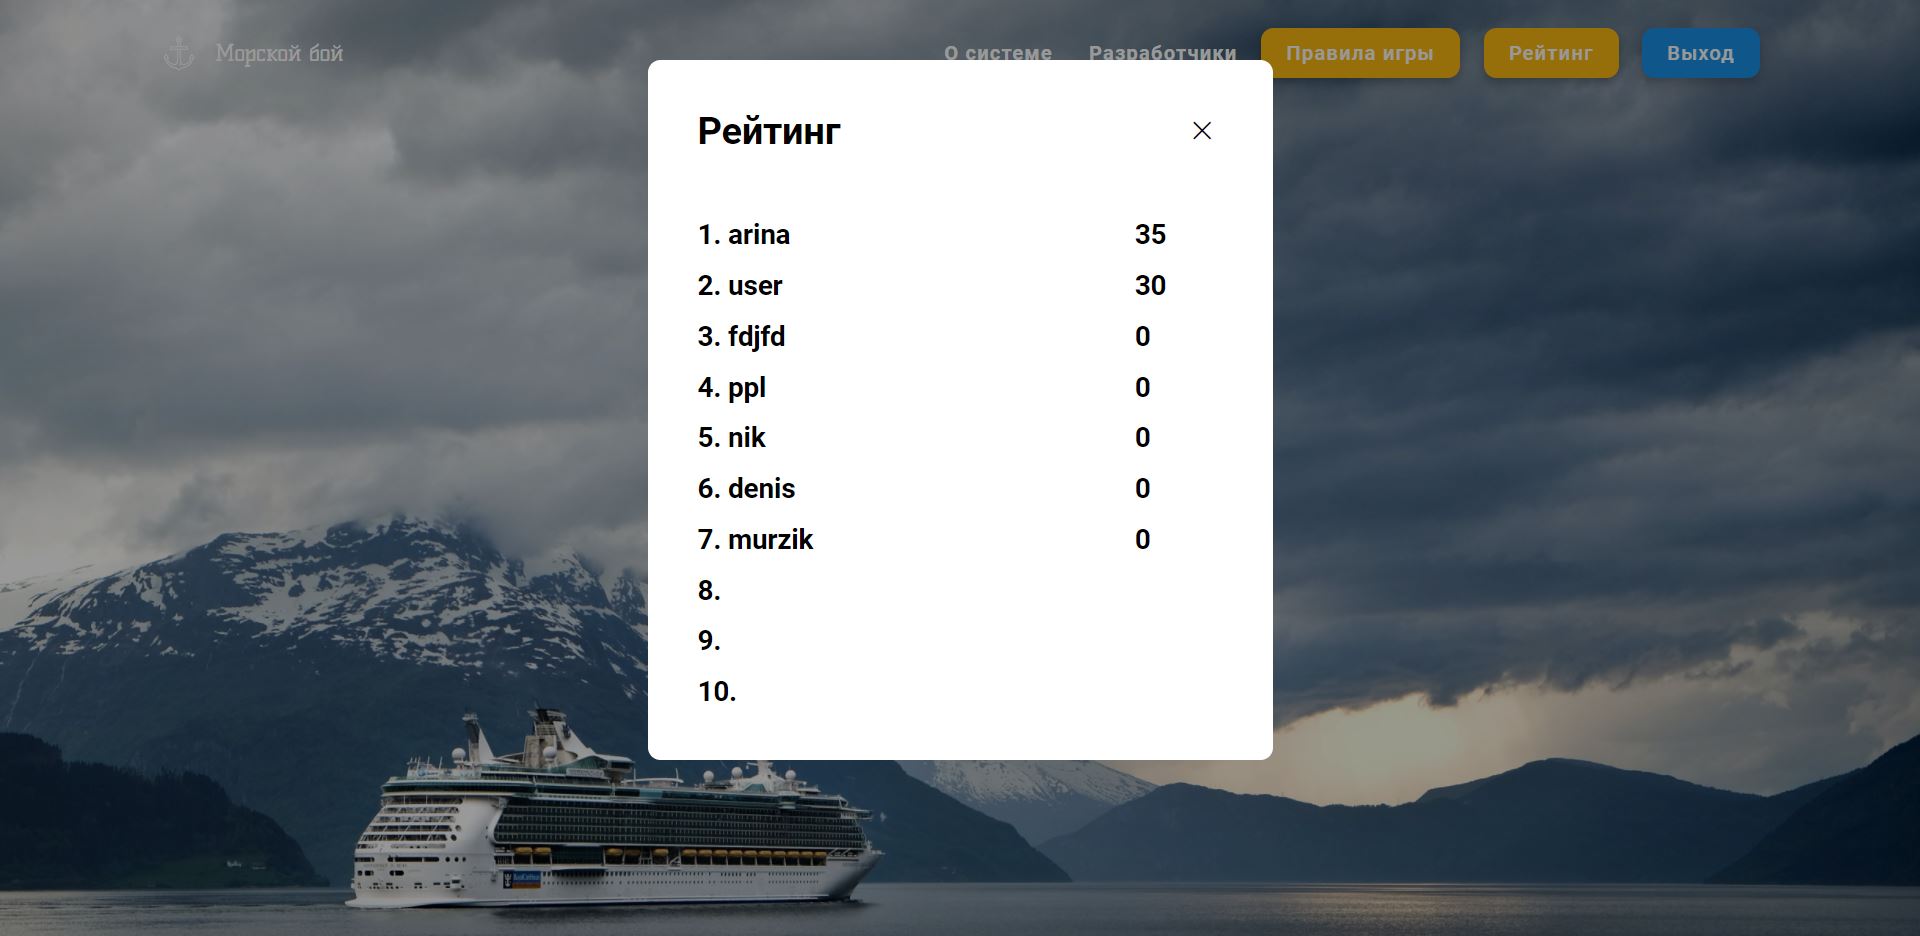 Морской бой
О системе Разработчики Правила игры Рейтинг Выход
Рейтинг
1. arina 35
2. user 30
3. fdjfd 0
4. ppl 0
5. nik 0
6. denis 0
7. murzik 0
8.
9.
10.